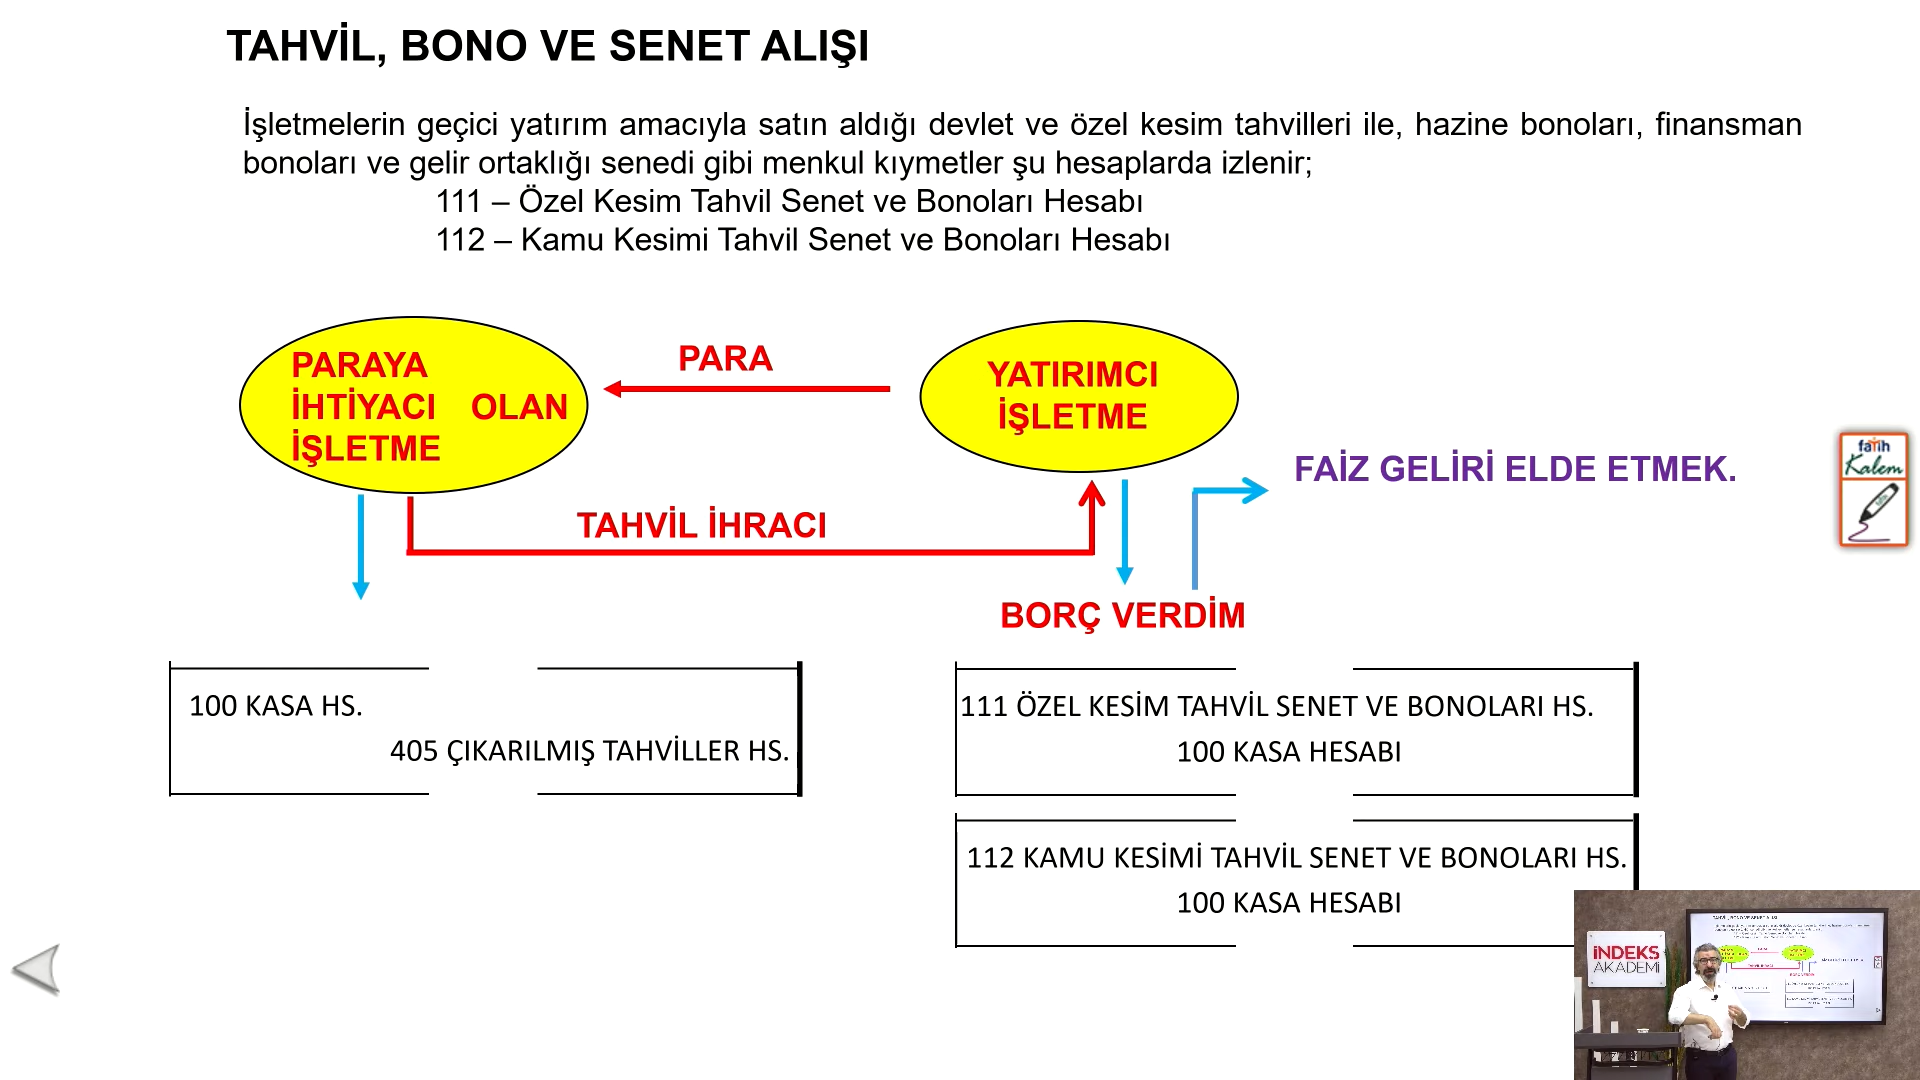 TAHVİL, BONO VE SENET ALIŞI
İşletmelerin geçici yatırım amacıyla satın aldığı devlet ve özel kesim tahvilleri ile, hazine bonoları, finansman
bonoları ve gelir ortaklığı senedi gibi menkul kıymetler şu hesaplarda izlenir;
111 – Özel Kesim Tahvil Senet ve Bonoları Hesabı
112 – Kamu Kesimi Tahvil Senet ve Bonoları Hesabı
PARAYA
İHTİYACI OLAN
İŞLETME
PARA
YATIRIMCI
İŞLETME
FAİZ GELİRİ ELDE ETMEK.
TAHVİL İHRACI
BORÇ VERDİM
fatih
Kalem
100 KASA HS.
405 ÇIKARILMIŞ TAHVİLLER HS.
111 ÖZEL KESİM TAHVİL SENET VE BONOLARI HS.
100 KASA HESABI
112 KAMU KESİMİ TAHVİL SENET VE BONOLARI HS.
100 KASA HESABI
İNDEKS
AKADEMİ